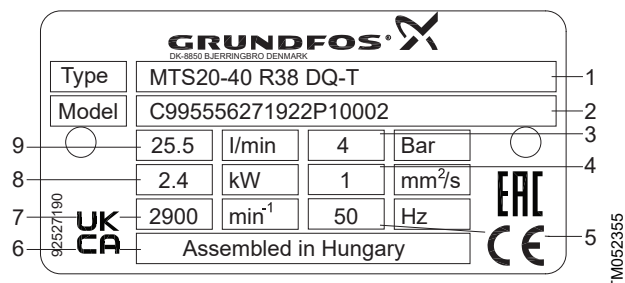 GRUNDFOS
DK-8850 BJERRINGBRO DENMARK
Type MTS20-40 R38 DQ-T 1
Model C995556271922P10002 2
9 25.5 l/min 4 Bar 3
8 2.4 kW 1 mm²/s 4
7 2900 min⁻¹ 50 Hz 5
6 Assembled in Hungary
92527190
UK
CA
EAC
CE
TM052355